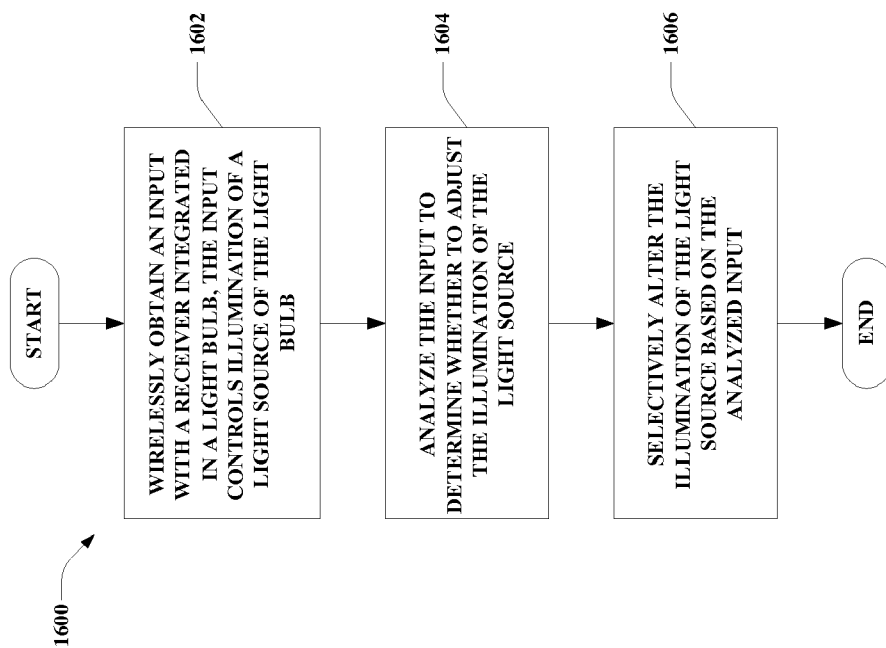 1600
START
WIRELESSLY OBTAIN AN INPUT
WITH A RECEIVER INTEGRATED
IN A LIGHT BULB, THE INPUT
CONTROLS ILLUMINATION OF A
LIGHT SOURCE OF THE LIGHT
BULB
1602
ANALYZE THE INPUT TO
DETERMINE WHETHER TO ADJUST
THE ILLUMINATION OF THE
LIGHT SOURCE
1604
SELECTIVELY ALTER THE
ILLUMINATION OF THE LIGHT
SOURCE BASED ON THE
ANALYZED INPUT
1606
END